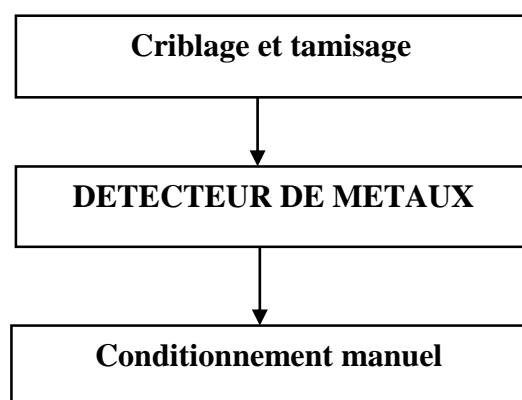 Criblage et tamisage
DETECTEUR DE METAUX
Conditionnement manuel